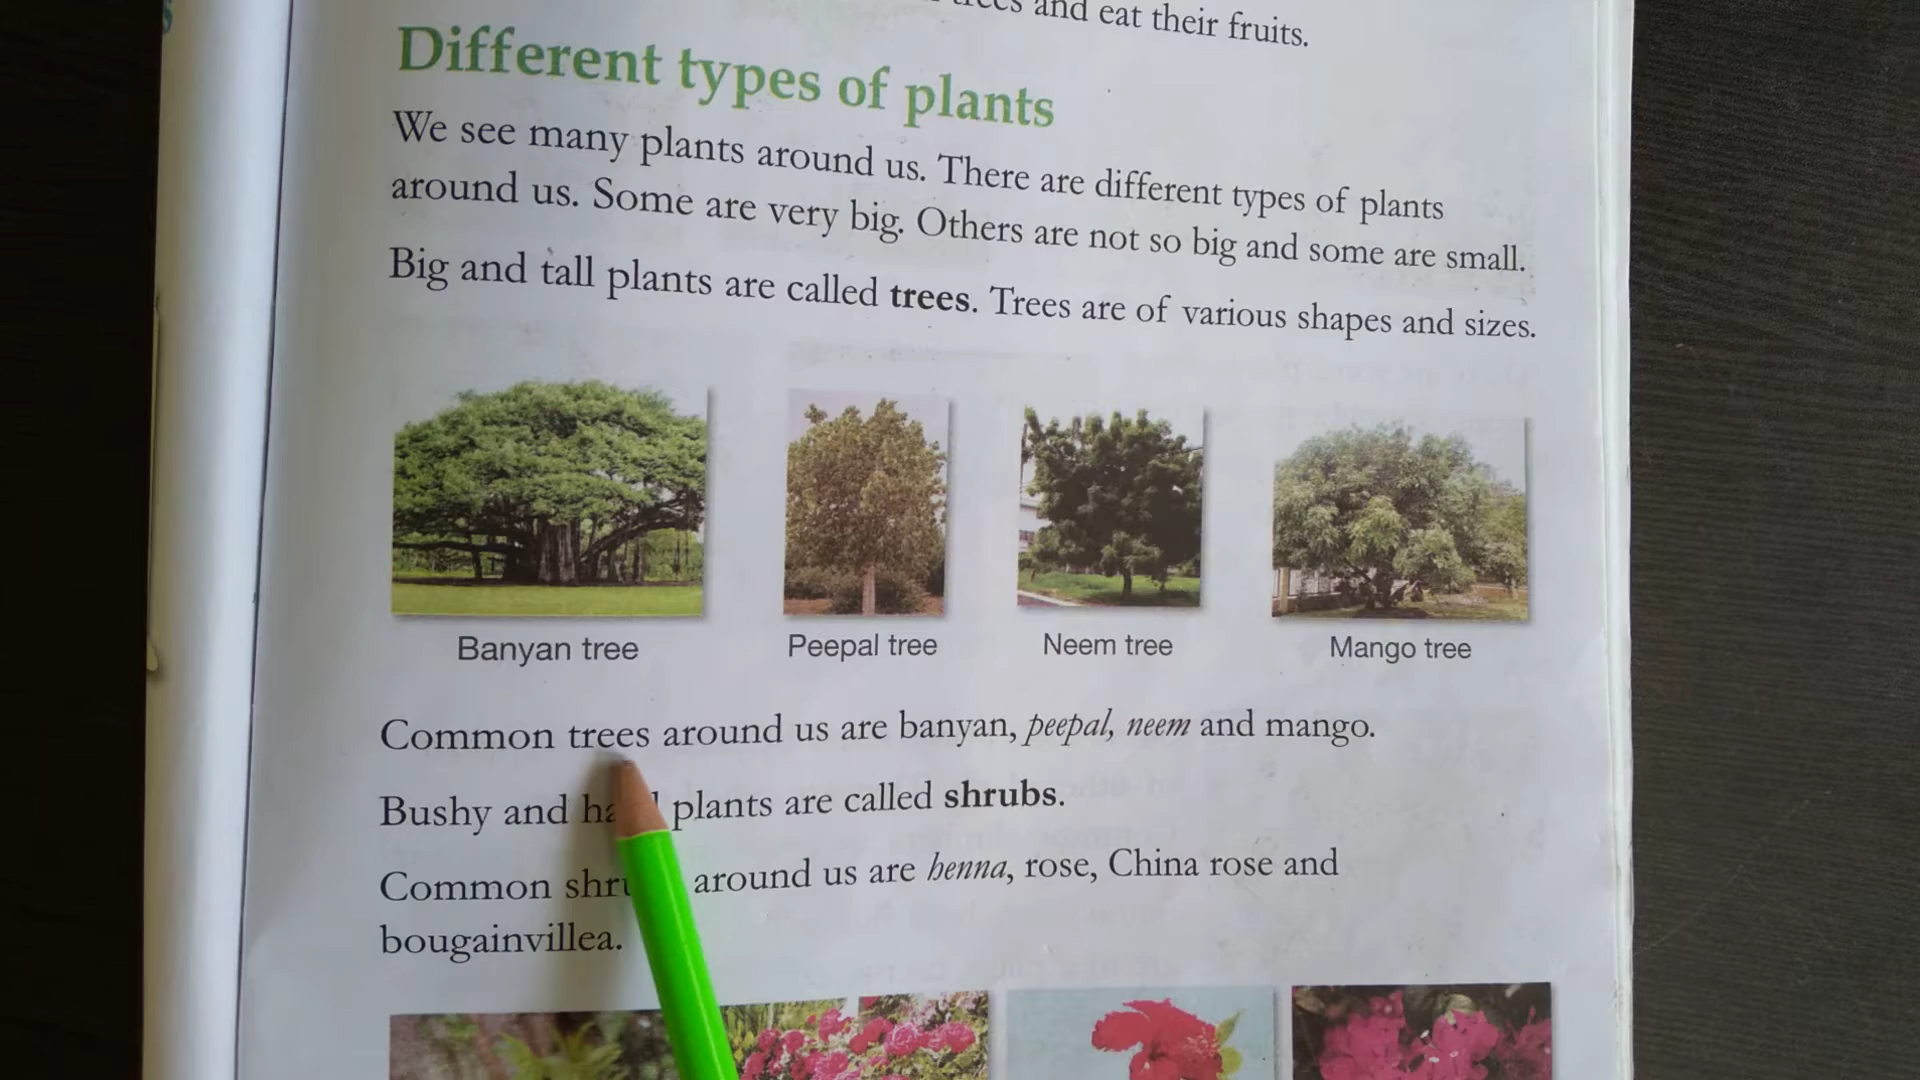 and eat their fruits.
Different types of plants
We see many plants around us. There are different types of plants
around us. Some are very big. Others are not so big and some are small.
Big and tall plants are called trees. Trees are of various shapes and sizes.
Banyan tree Peepal tree Neem tree Mango tree
Common trees around us are banyan, peepal, neem and mango.
Bushy and plants are called shrubs.
Common around us are henna, rose, China rose and
bougainvillea.